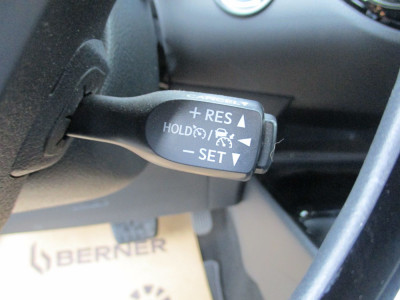 + RES ▲
HOLD / ◄
− SET ▼
BERNER